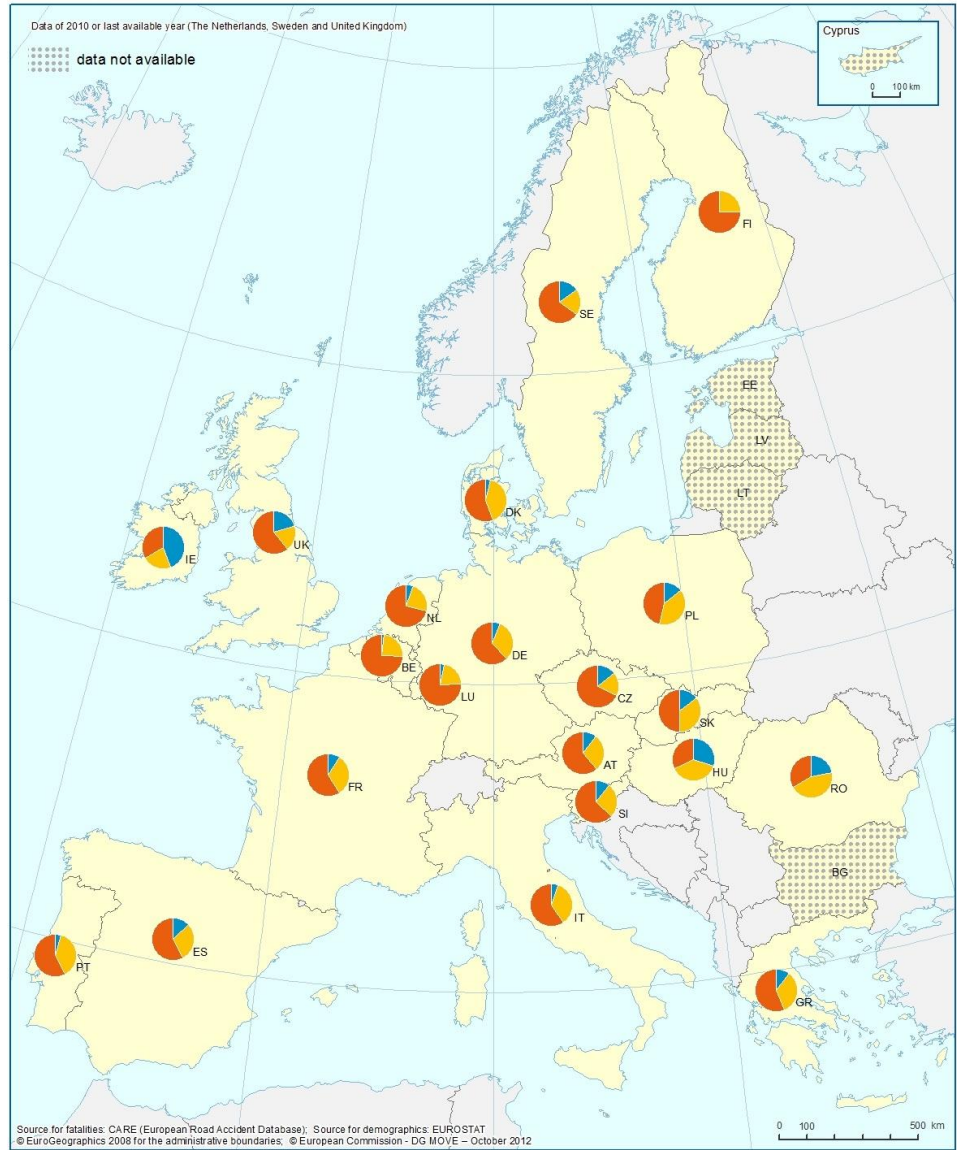 Data of 2010 or last available year (The Netherlands, Sweden and United Kingdom)
data not available
Cyprus
0 100 km
FI
SE
EE
LV
LT
DK
IE
UK
NL
PL
DE
BE
LU
CZ
SK
AT
HU
FR
RO
SI
BG
IT
ES
PT
GR
Source for fatalities: CARE (European Road Accident Database); Source for demographics: EUROSTAT
© EuroGeographics 2008 for the administrative boundaries; © European Commission - DG MOVE – October 2012
0 100 500 km